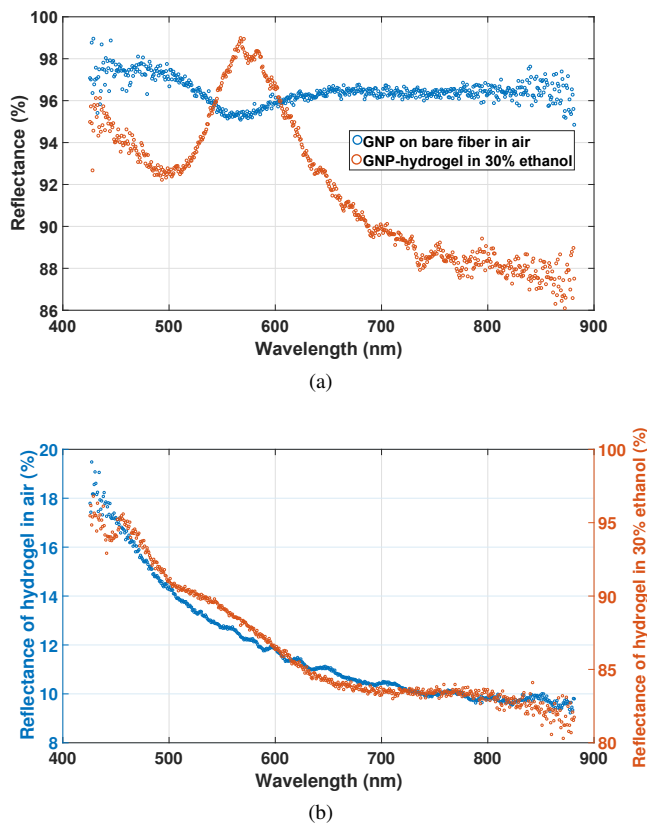 100
98
96
94
92
90
88
86
Reflectance (%)
GNP on bare fiber in air
GNP-hydrogel in 30% ethanol
400 500 600 700 800 900
Wavelength (nm)
(a)
20
18
16
14
12
10
8
Reflectance of hydrogel in air (%)
100
95
90
85
80
Reflectance of hydrogel in 30% ethanol (%)
400 500 600 700 800 900
Wavelength (nm)
(b)